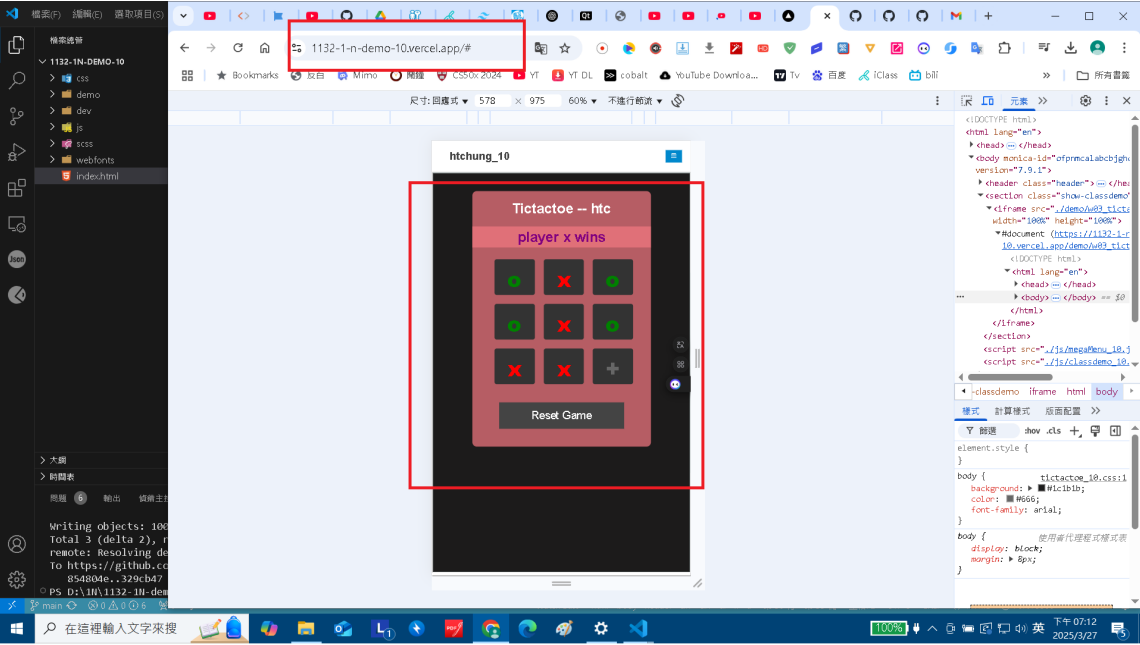 檔案(F) 編輯(E) 選取項目(S)
1132-1-n-demo-10.vercel.app/#
Bookmarks 反白 Mimo 鬧鐘 CS50x 2024 YT YT DL cobalt YouTube Downloa... Tv 百度 iClass bili » 所有書籤
檔案總管
1132-1N-DEMO-10
css
demo
dev
js
scss
webfonts
index.html
大綱
時間表
問題 6 輸出
Writing objects: 100
Total 3 (delta 2), r
remote: Resolving de
To https://github.co
854804e..329cb47
PS D:\1N\1132-1N-dem
main 0 0 6
尺寸: 回應式 ▼ 578 × 975 60% ▼ 不進行節流 ▼
htchung_10
Tictactoe -- htc
player x wins
o x o
o x o
x x +
Reset Game
元素 »
<!DOCTYPE html>
<html lang="en">
<head> </head>
<body monica-id="ofpnmcalabcbjgh
version="7.9.1">
<header class="header"> </hea
<section class="show-classdemo"
<iframe src="./demo/w03_ticta
width="100%" height="100%">
#document (https://1132-1-n
10.vercel.app/demo/w03_tict
<!DOCTYPE html>
<html lang="en">
<head> </head>
<body> </body> == $0
</html>
</iframe>
</section>
<script src="./js/megaMenu_10.j
<script src="./js/classdemo_10.
-classdemo iframe html body
樣式 計算樣式 版面配置 »
篩選 :hov .cls
element.style {
}
body { tictactoe_10.css:1
background: #1c1b1b;
color: #666;
font-family: arial;
}
body { 使用者代理程式樣式表
display: block;
margin: 8px;
}
在這裡輸入文字來搜
100% 英 下午 07:12
2025/3/27